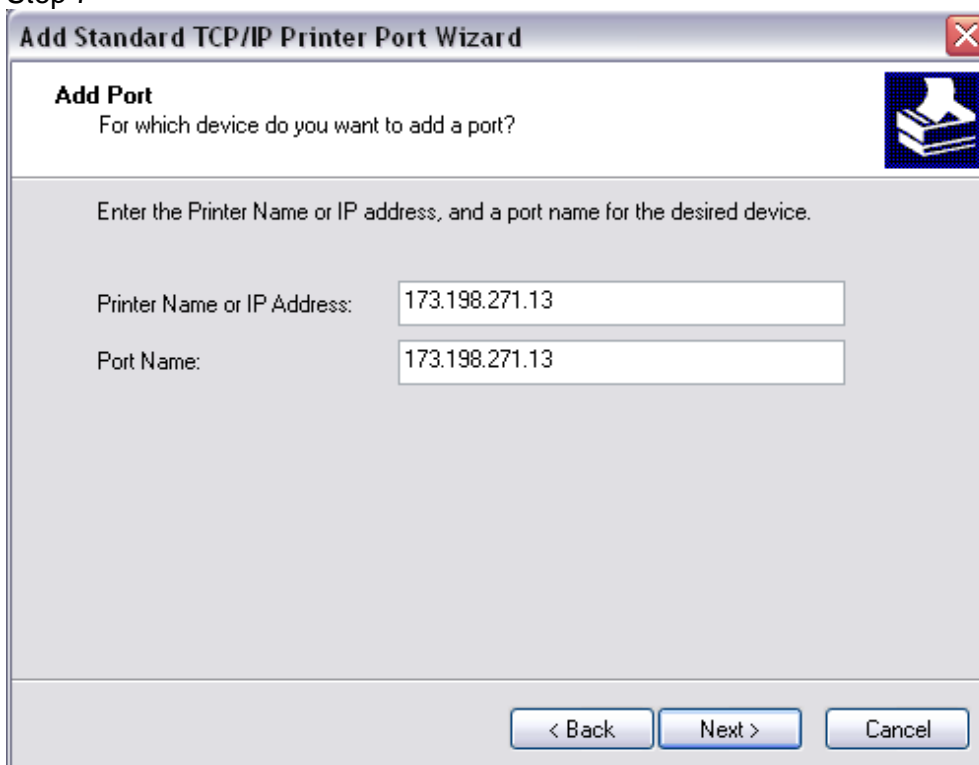 Add Standard TCP/IP Printer Port Wizard
Add Port
For which device do you want to add a port?
Enter the Printer Name or IP address, and a port name for the desired device.
Printer Name or IP Address: 173.198.271.13
Port Name: 173.198.271.13
< Back Next > Cancel